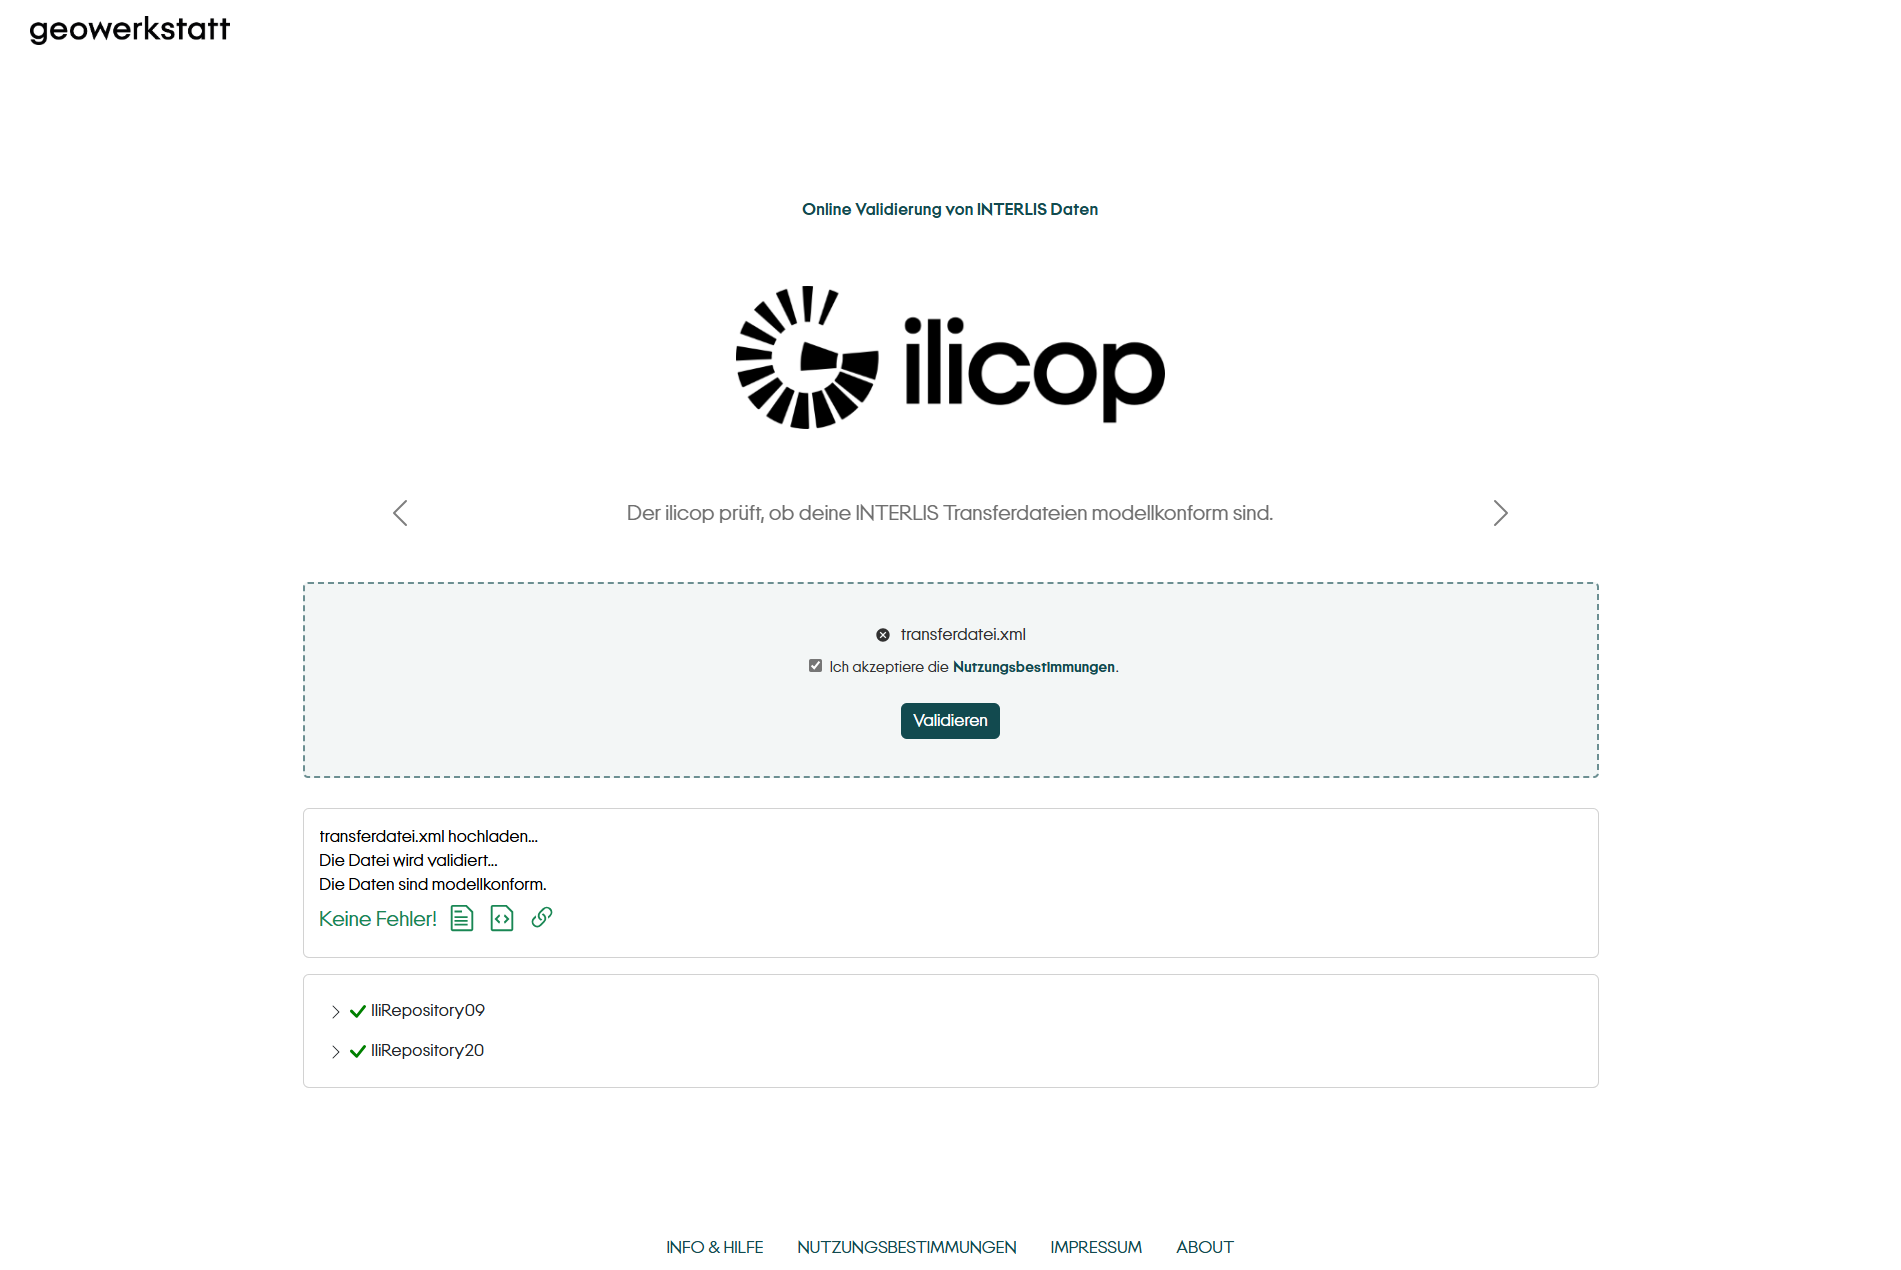 geowerkstatt
Online Validierung von INTERLIS Daten
ilicop
Der ilicop prüft, ob deine INTERLIS Transferdateien modellkonform sind.
transferdatei.xml
Ich akzeptiere die Nutzungsbestimmungen.
Validieren
transferdatei.xml hochladen...
Die Datei wird validiert...
Die Daten sind modellkonform.
Keine Fehler!
IliRepository09
IliRepository20
INFO & HILFE NUTZUNGSBESTIMMUNGEN IMPRESSUM ABOUT